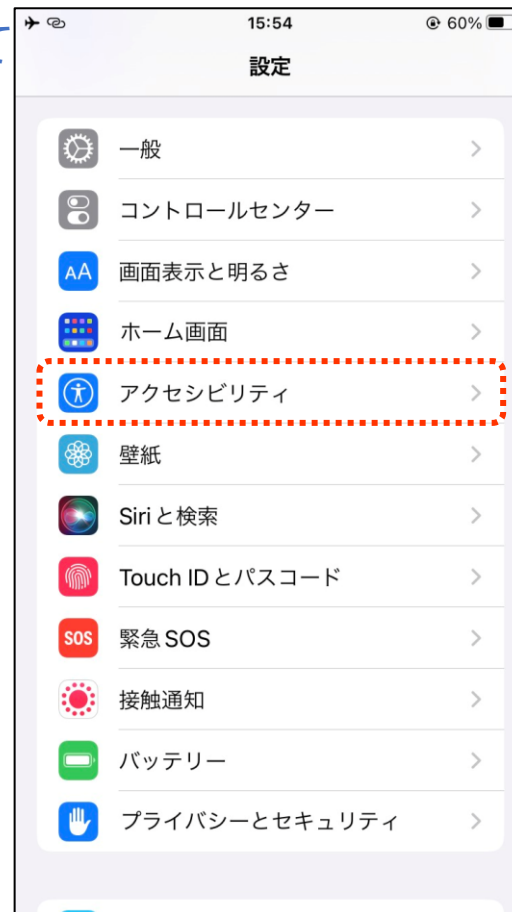 15:54
60%
設定
一般
コントロールセンター
AA 画面表示と明るさ
ホーム画面
アクセシビリティ
壁紙
Siriと検索
Touch IDとパスコード
SOS 緊急SOS
接触通知
バッテリー
プライバシーとセキュリティ